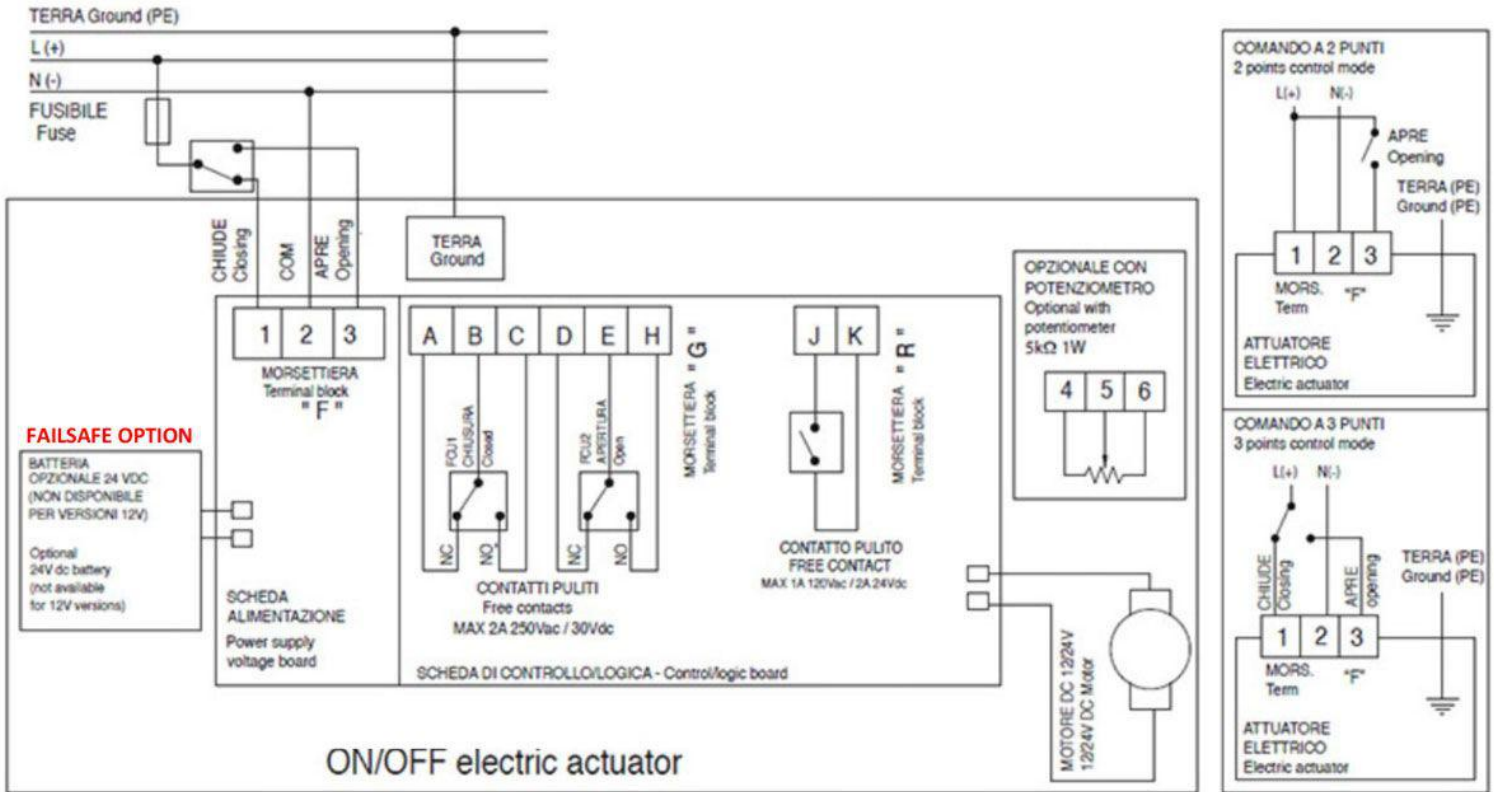 TERRA Ground (PE)
L (+)
N (-)
FUSIBILE
Fuse
CHIUDE
Closing
COM
APRE
Opening
TERRA
Ground
1 2 3
MORSETTIERA
Terminal block
"F"
A B C D E H
MORSETTIERA "G"
Terminal block
FCU1
CHIUSURA
Closed
FCU2
APERTURA
Open
NC
NO
NC
NO
CONTATTI PULITI
Free contacts
MAX 2A 250Vac / 30Vdc
J K
MORSETTIERA "R"
Terminal block
CONTATTO PULITO
FREE CONTACT
MAX 1A 120Vac / 2A 24Vdc
OPZIONALE CON
POTENZIOMETRO
Optional with
potentiometer
5kΩ 1W
4 5 6
FAILSAFE OPTION
BATTERIA
OPZIONALE 24 VDC
(NON DISPONIBILE
PER VERSIONI 12V)
Optional
24V dc battery
(not available
for 12V versions)
SCHEDA
ALIMENTAZIONE
Power supply
voltage board
SCHEDA DI CONTROLLO/LOGICA - Control/logic board
MOTORE DC 12/24V
12/24V DC Motor
ON/OFF electric actuator
COMANDO A 2 PUNTI
2 points control mode
L(+) N(-)
APRE
Opening
TERRA (PE)
Ground (PE)
1 2 3
MORS. "F"
Term
ATTUATORE
ELETTRICO
Electric actuator
COMANDO A 3 PUNTI
3 points control mode
L(+) N(-)
CHIUDE
Closing
APRE
opening
TERRA (PE)
Ground (PE)
1 2 3
MORS. "F"
Term
ATTUATORE
ELETTRICO
Electric actuator